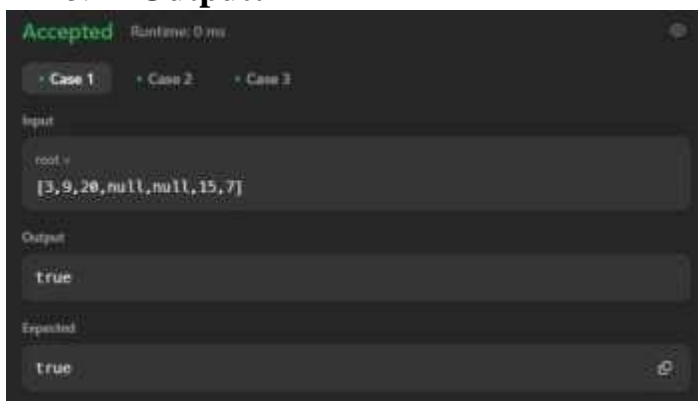 Accepted Runtime: 0 ms
• Case 1 • Case 2 • Case 3
Input
root =
[3,9,20,null,null,15,7]
Output
true
Expected
true